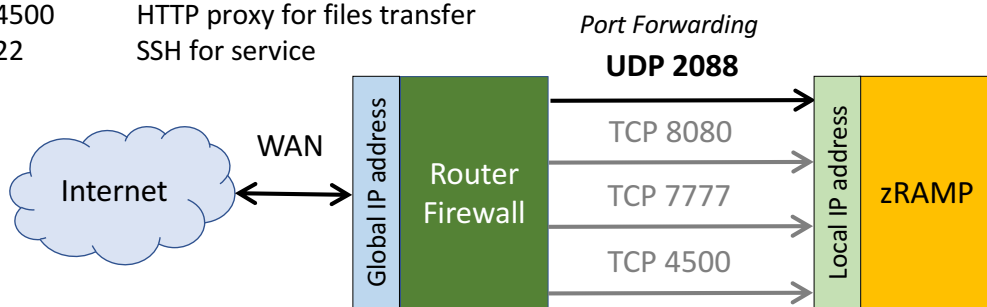 4500 HTTP proxy for files transfer
22 SSH for service
Port Forwarding
UDP 2088
TCP 8080
TCP 7777
TCP 4500
WAN
Internet
Global IP address
Router
Firewall
Local IP address
zRAMP